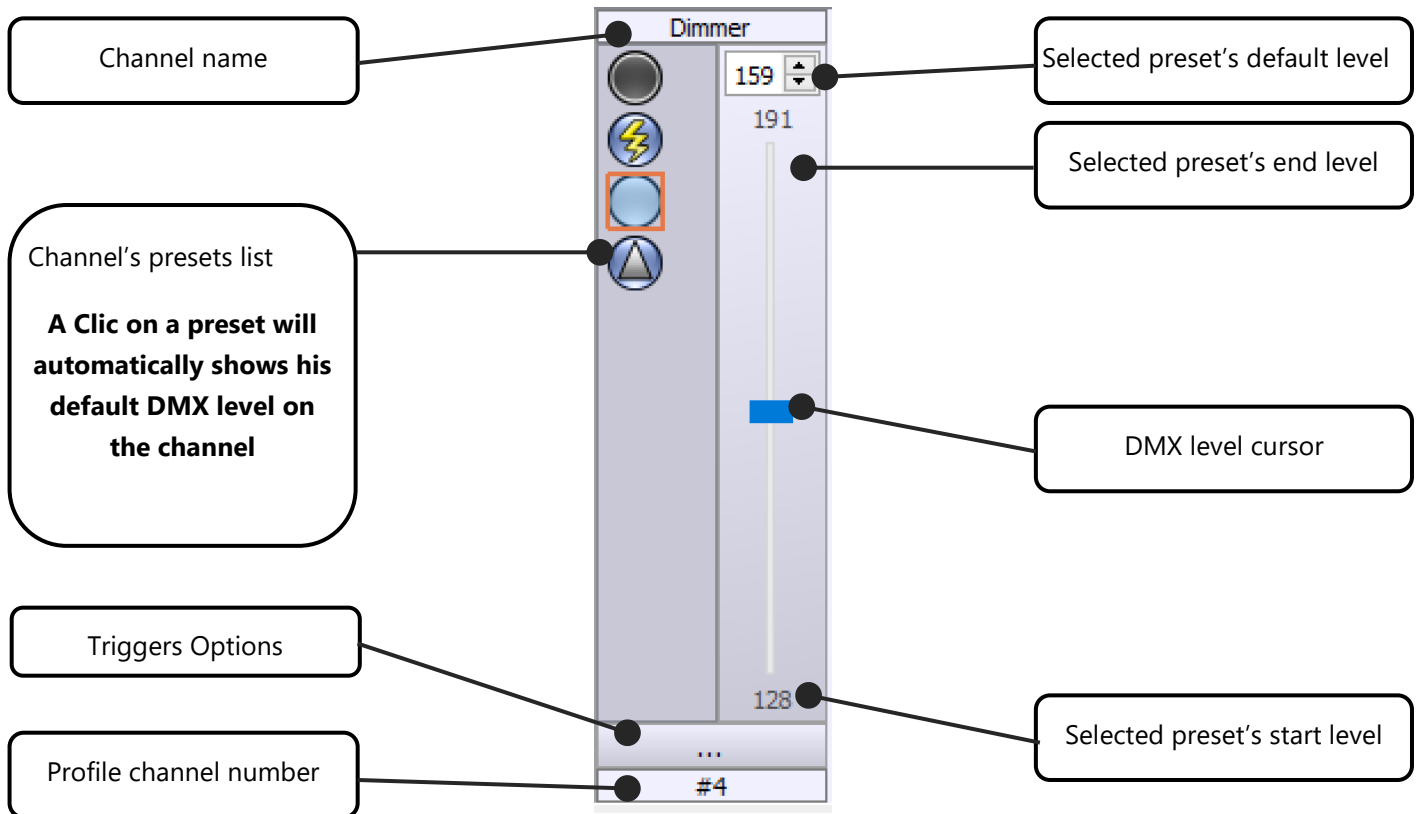 Channel name
Dimmer
159
Selected preset's default level
191
Selected preset's end level
Channel's presets list
A Clic on a preset will
automatically shows his
default DMX level on
the channel
DMX level cursor
Triggers Options
128
Selected preset's start level
...
Profile channel number
#4